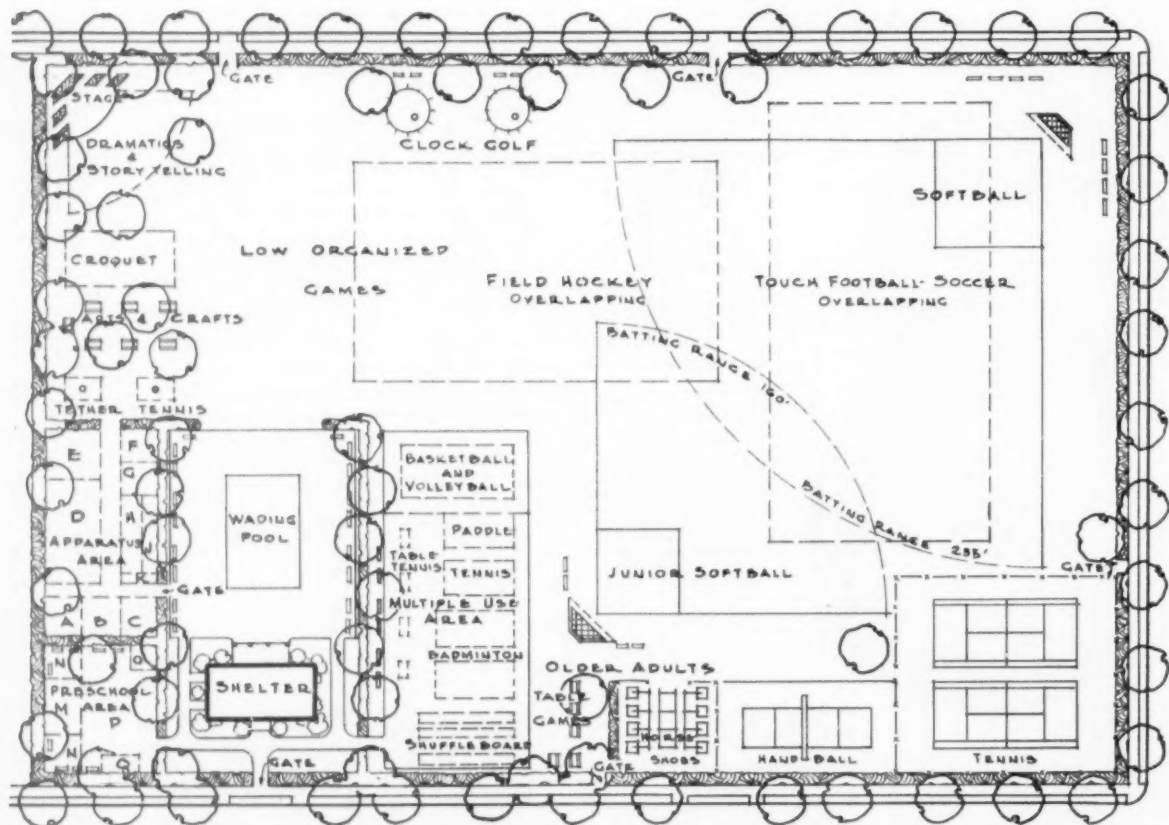 GATE
GATE
STAGE
DRAMATICS
&
STORY TELLING
CLOCK GOLF
SOFTBALL
CROQUET
LOW ORGANIZED
GAMES
FIELD HOCKEY
OVERLAPPING
TOUCH FOOTBALL-SOCCER
OVERLAPPING
ARTS & CRAFTS
BATTING RANGE 160'
TETHER TENNIS
E
F
G
D
H
APPARATUS
AREA
J
K
WADING
POOL
BASKETBALL
AND
VOLLEYBALL
PADDLE
TENNIS
TABLE
TENNIS
MULTIPLE USE
AREA
BADMINTON
BATTING RANGE 235'
JUNIOR SOFTBALL
GATE
GATE
A
B
C
N
O
PRESCHOOL
AREA
M
P
N
Q
SHELTER
OLDER ADULTS
TABLE
GAMES
SHUFFLEBOARD
HORSE
SHOES
HANDBALL
TENNIS
GATE
GATE